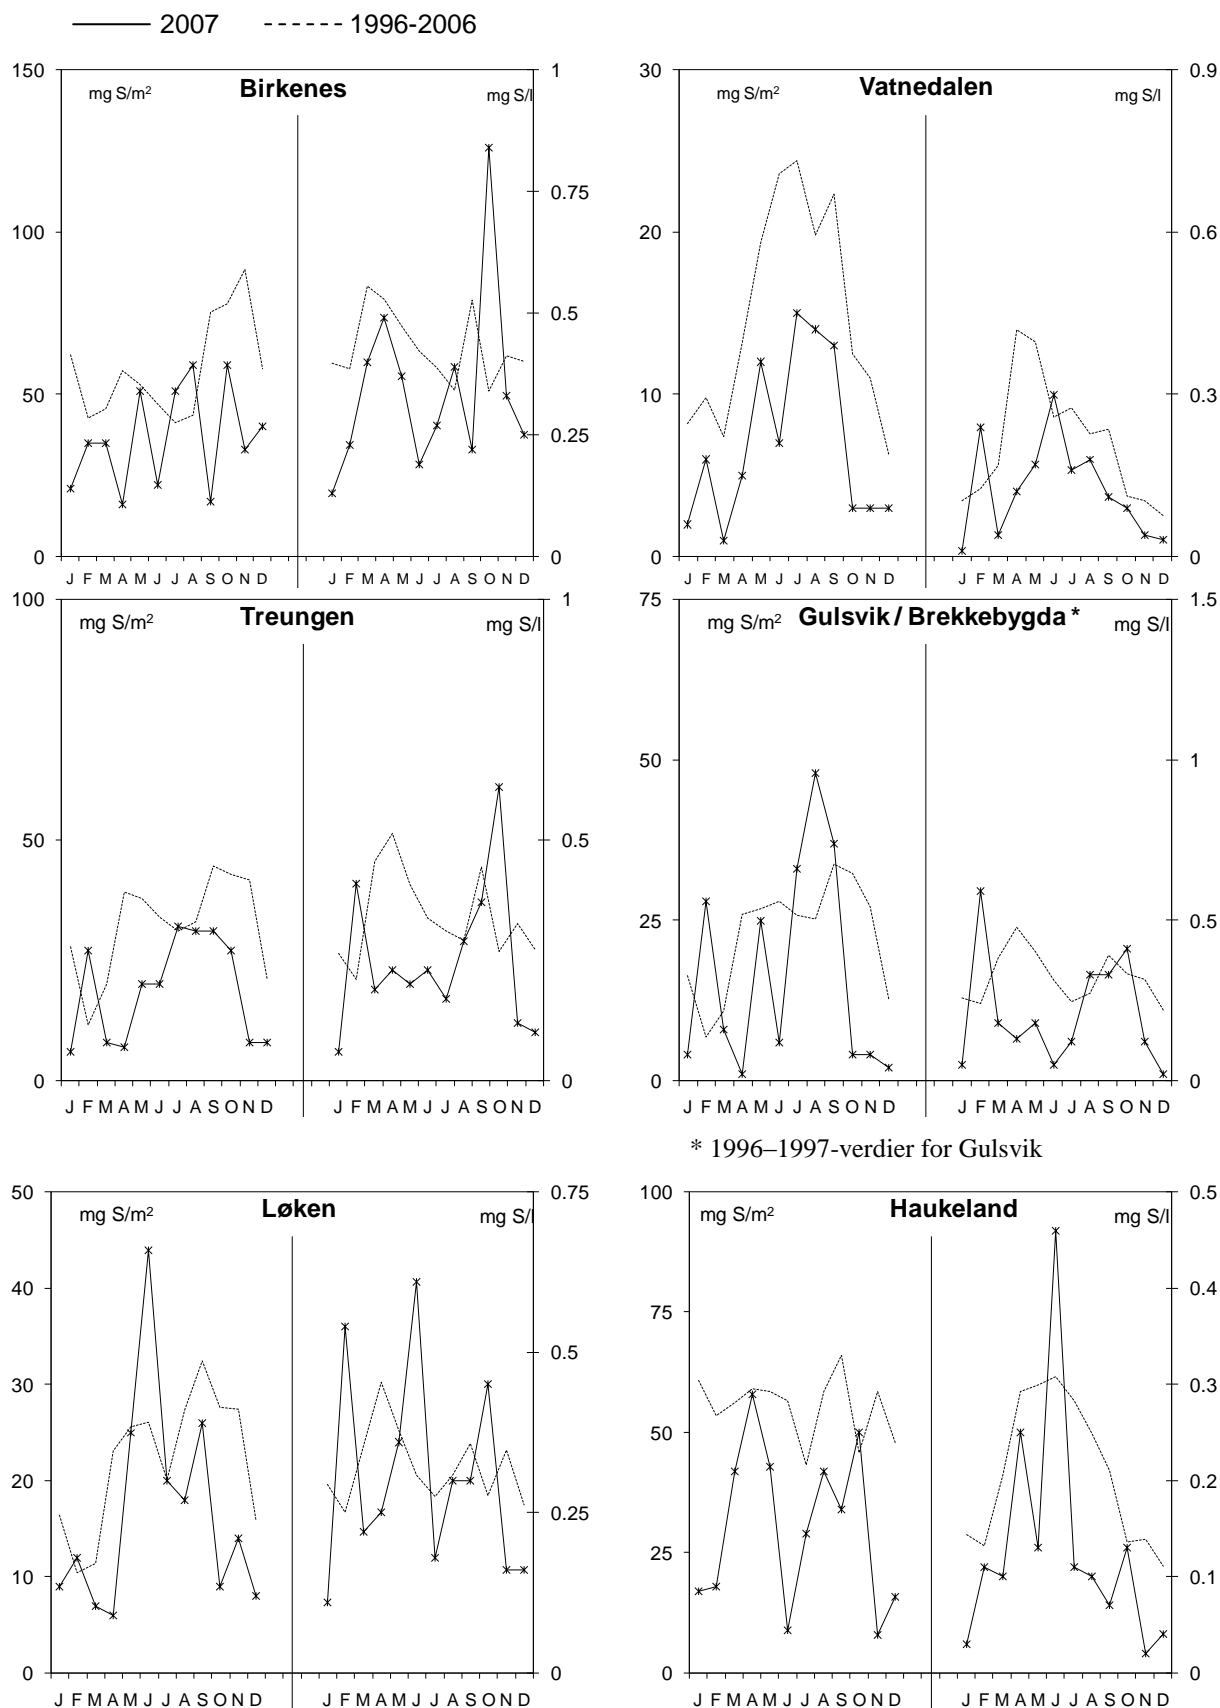 2007 1996-2006
Birkenes
mg S/m² mg S/l
150 1
0.75
100
0.5
50
0.25
0 0
J F M A M J J A S O N D J F M A M J J A S O N D
Vatnedalen
mg S/m² mg S/l
30 0.9
20 0.6
10 0.3
0 0
J F M A M J J A S O N D J F M A M J J A S O N D
Treungen
mg S/m² mg S/l
100 1
50 0.5
0 0
J F M A M J J A S O N D J F M A M J J A S O N D
Gulsvik / Brekkebygda *
mg S/m² mg S/l
75 1.5
50 1
25 0.5
0 0
J F M A M J J A S O N D J F M A M J J A S O N D
* 1996–1997-verdier for Gulsvik
Løken
mg S/m² mg S/l
50 0.75
40
0.5
30
20
0.25
10
0 0
J F M A M J J A S O N D J F M A M J J A S O N D
Haukeland
mg S/m² mg S/l
100 0.5
0.4
75
0.3
50
0.2
25
0.1
0 0
J F M A M J J A S O N D J F M A M J J A S O N D